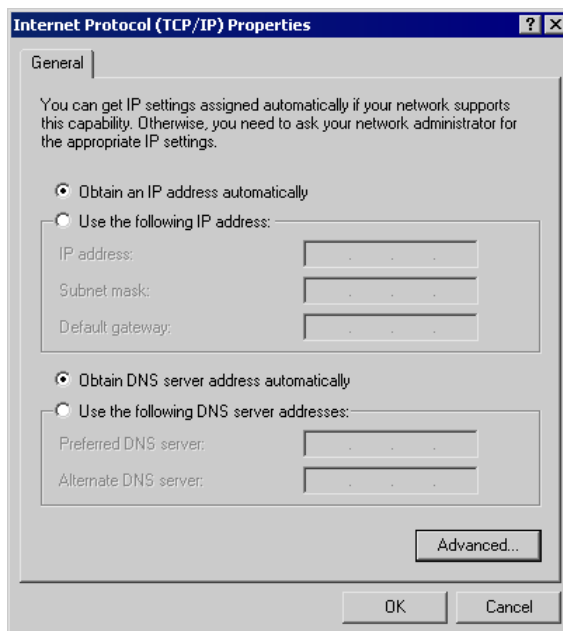 Internet Protocol (TCP/IP) Properties
General
You can get IP settings assigned automatically if your network supports
this capability. Otherwise, you need to ask your network administrator for
the appropriate IP settings.
Obtain an IP address automatically
Use the following IP address:
IP address:
Subnet mask:
Default gateway:
Obtain DNS server address automatically
Use the following DNS server addresses:
Preferred DNS server:
Alternate DNS server:
Advanced...
OK Cancel